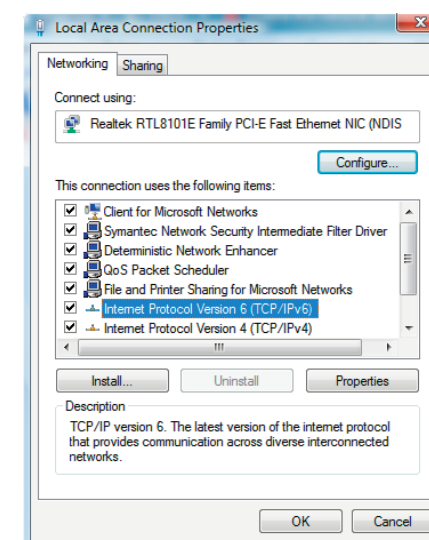 Local Area Connection Properties
Networking Sharing
Connect using:
Realtek RTL8101E Family PCI-E Fast Ethernet NIC (NDIS
Configure...
This connection uses the following items:
Client for Microsoft Networks
Symantec Network Security Intermediate Filter Driver
Deterministic Network Enhancer
QoS Packet Scheduler
File and Printer Sharing for Microsoft Networks
Internet Protocol Version 6 (TCP/IPv6)
Internet Protocol Version 4 (TCP/IPv4)
Install... Uninstall Properties
Description
TCP/IP version 6. The latest version of the internet protocol
that provides communication across diverse interconnected
networks.
OK Cancel